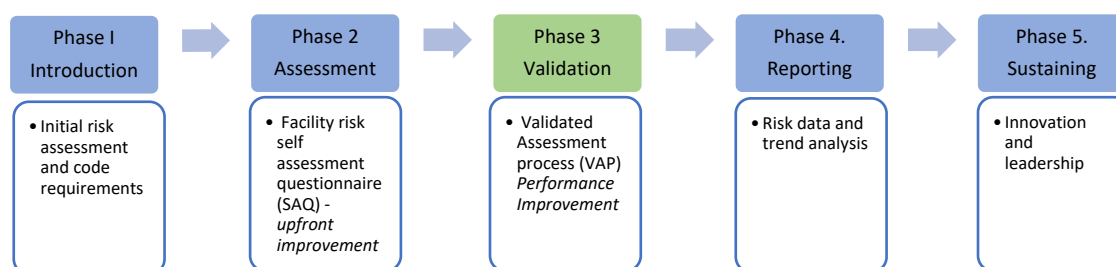 Phase I
Introduction
Phase 2
Assessment
Phase 3
Validation
Phase 4.
Reporting
Phase 5.
Sustaining
• Initial risk
assessment
and code
requirements
• Facility risk
self
assessment
questionnaire
(SAQ) -
upfront
improvement
• Validated
Assessment
process (VAP)
Performance
Improvement
• Risk data and
trend analysis
• Innovation
and
leadership